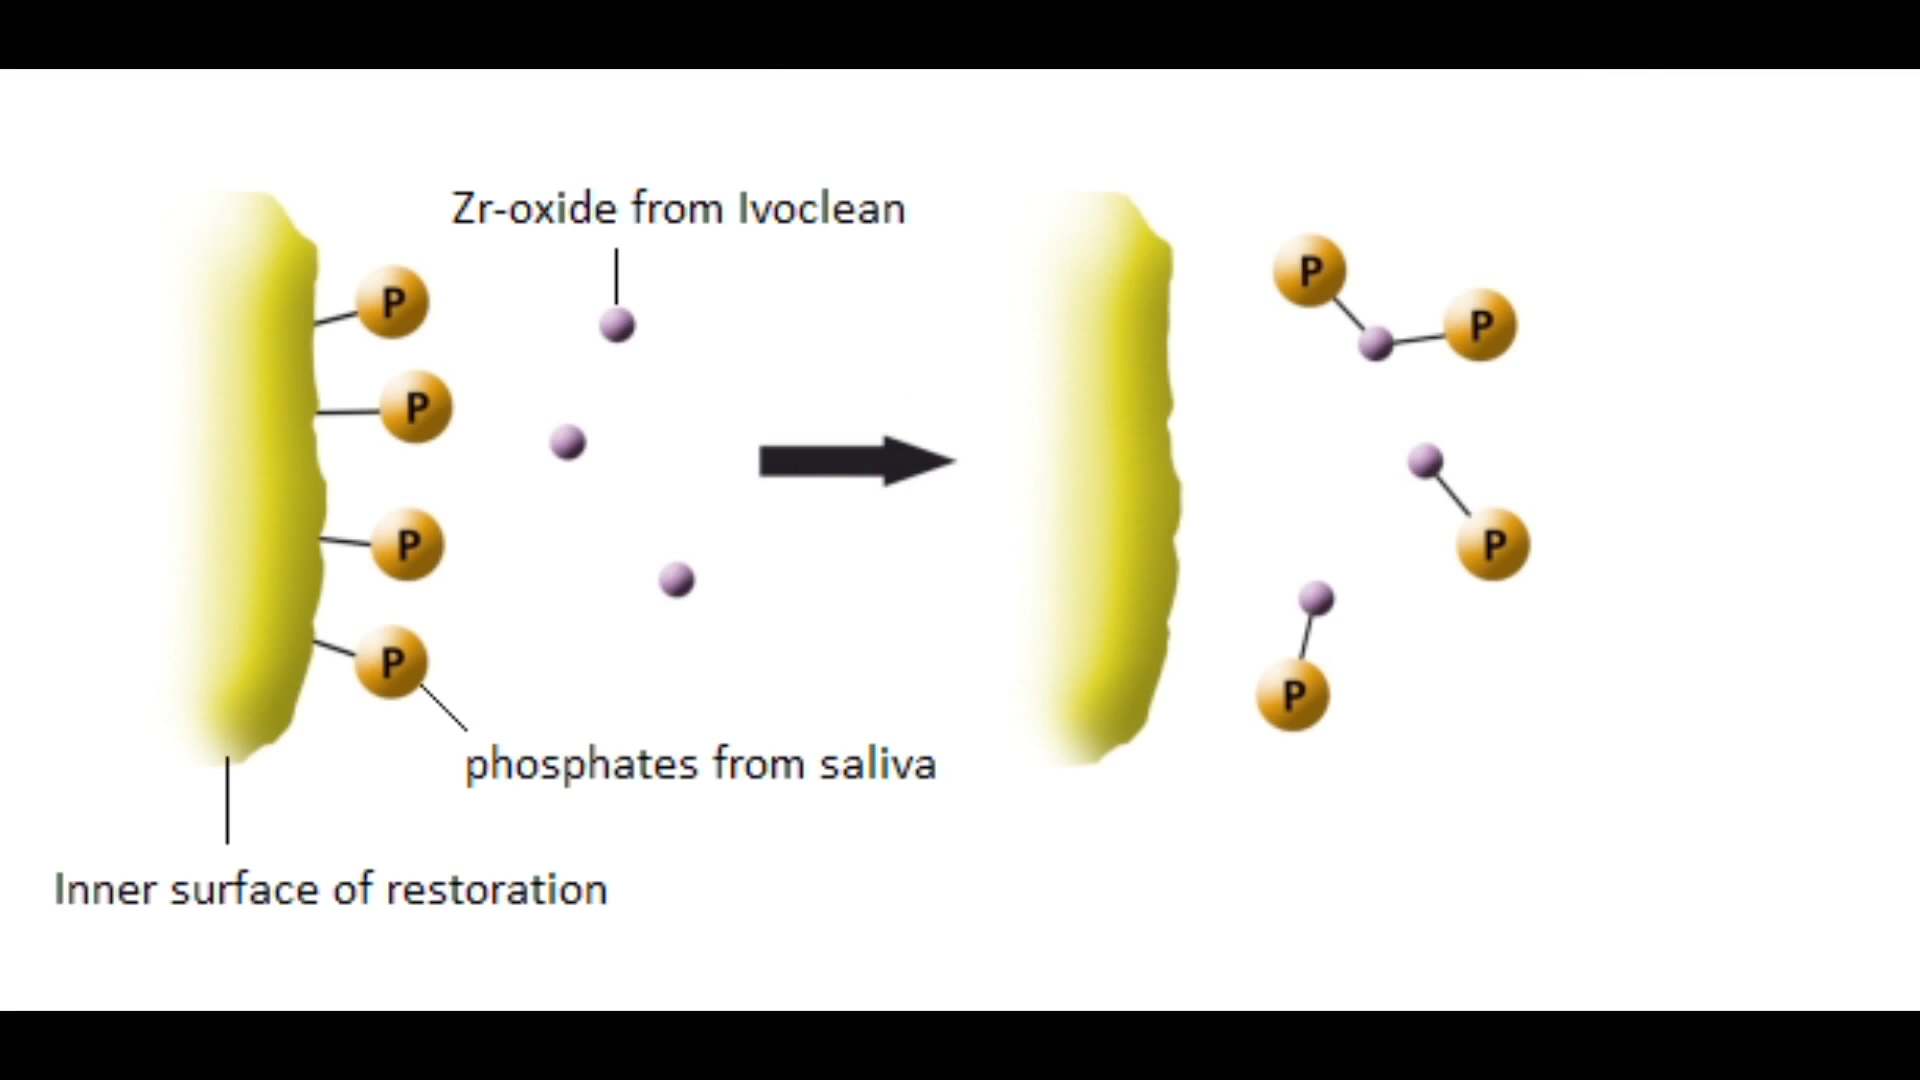 Zr-oxide from Ivoclean
P
P
P
P
phosphates from saliva
Inner surface of restoration
P
P
P
P